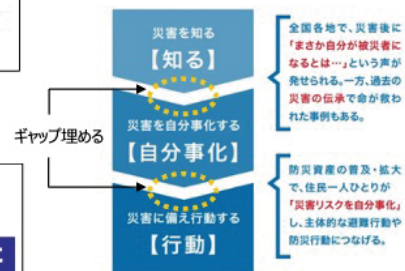 災害を知る
【知る】
ギャップ埋める
災害を自分事化する
【自分事化】
災害に備え行動する
【行動】
全国各地で、災害後に
「まさか自分が被災者に
なるとは…」という声が
発せられる。一方、過去の
災害の伝承で命が救わ
れた事例もある。
防災資産の普及・拡大
で、住民一人ひとりが
「災害リスクを自分事化」
し、主体的な避難行動や
防災行動につなげる。